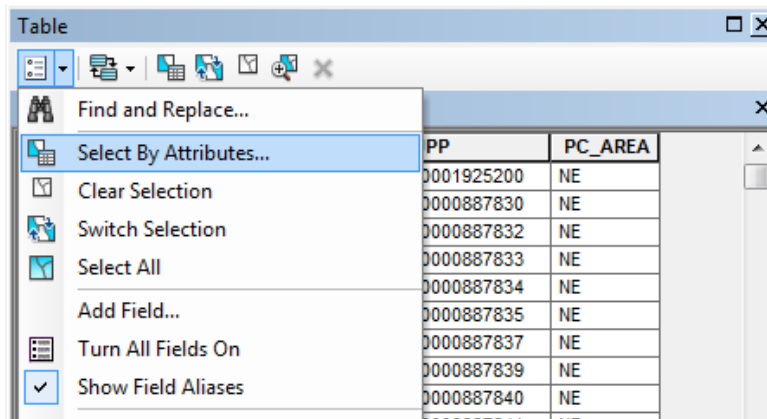 Table
Find and Replace...
PP PC_AREA
Select By Attributes...
0001925200 NE
Clear Selection
0000887830 NE
Switch Selection
0000887832 NE
0000887833 NE
Select All
0000887834 NE
Add Field...
0000887835 NE
Turn All Fields On
0000887837 NE
0000887839 NE
Show Field Aliases
0000887840 NE